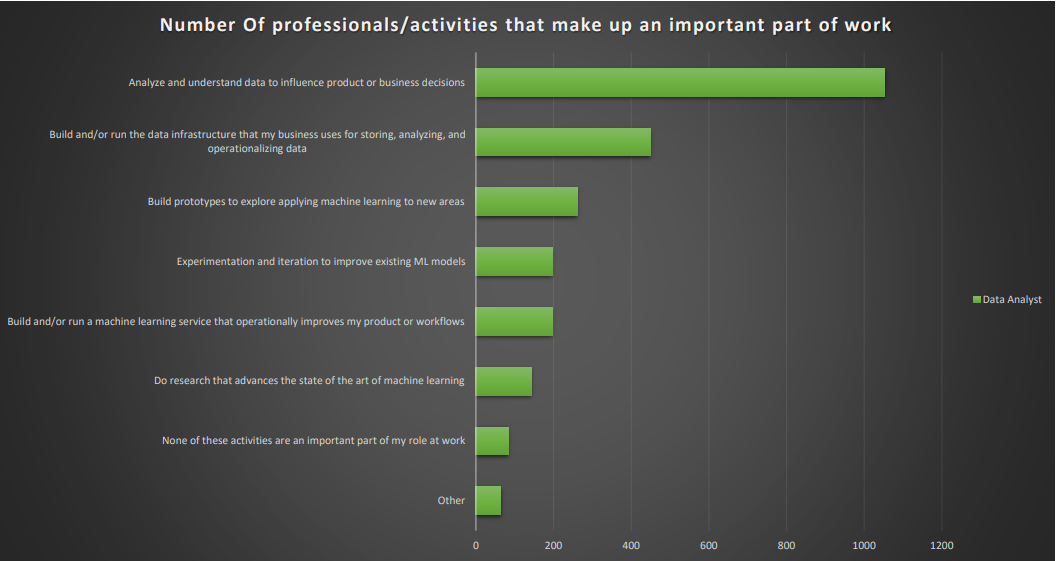 Number Of professionals/activities that make up an important part of work
Analyze and understand data to influence product or business decisions
Build and/or run the data infrastructure that my business uses for storing, analyzing, and
operationalizing data
Build prototypes to explore applying machine learning to new areas
Experimentation and iteration to improve existing ML models
Build and/or run a machine learning service that operationally improves my product or workflows
Do research that advances the state of the art of machine learning
None of these activities are an important part of my role at work
Other
0 200 400 600 800 1000 1200
Data Analyst